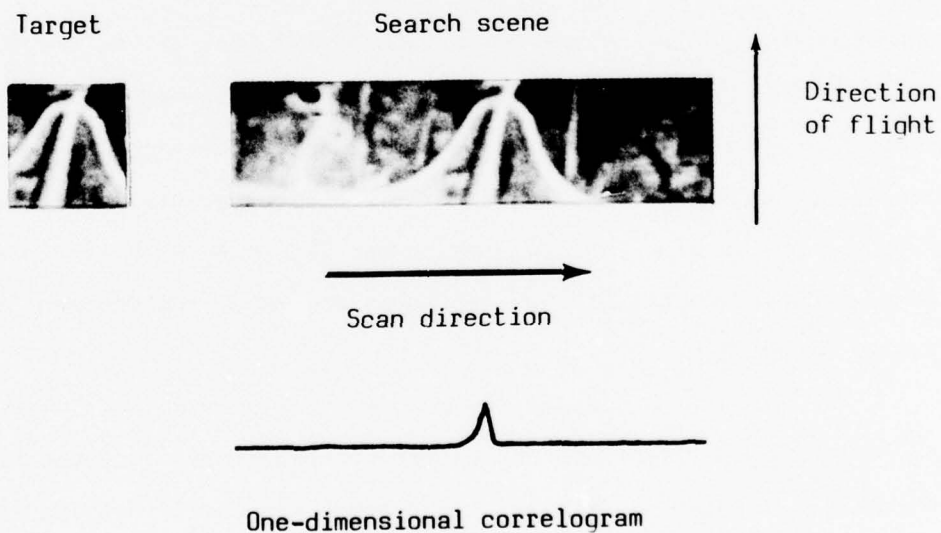 Target
Search scene
Direction
of flight
Scan direction
One-dimensional correlogram